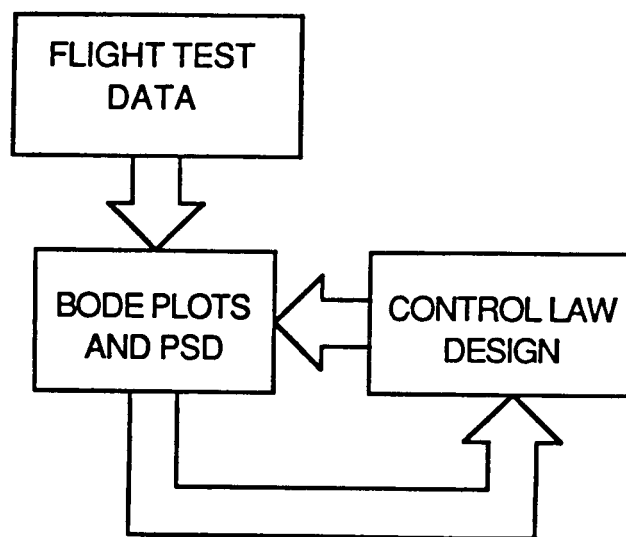 FLIGHT TEST
DATA
BODE PLOTS
AND PSD
CONTROL LAW
DESIGN